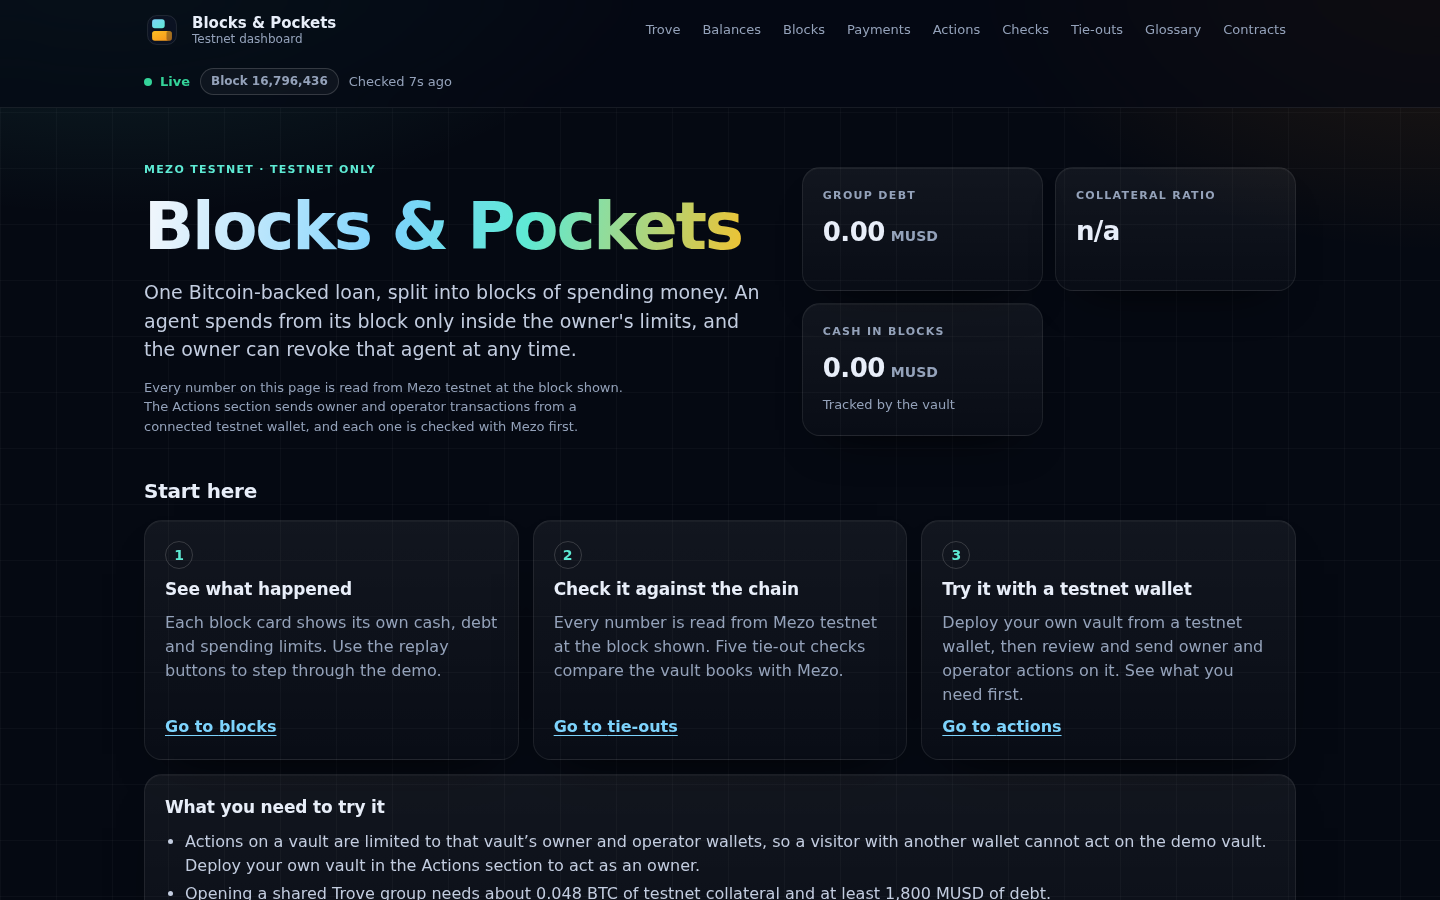 Blocks & Pockets
Testnet dashboard
Trove Balances Blocks Payments Actions Checks Tie-outs Glossary Contracts
Live Block 16,796,436 Checked 7s ago
MEZO TESTNET · TESTNET ONLY
Blocks & Pockets
One Bitcoin-backed loan, split into blocks of spending money. An
agent spends from its block only inside the owner's limits, and
the owner can revoke that agent at any time.
Every number on this page is read from Mezo testnet at the block shown.
The Actions section sends owner and operator transactions from a
connected testnet wallet, and each one is checked with Mezo first.
GROUP DEBT
0.00 MUSD
COLLATERAL RATIO
n/a
CASH IN BLOCKS
0.00 MUSD
Tracked by the vault
Start here
1
See what happened
Each block card shows its own cash, debt
and spending limits. Use the replay
buttons to step through the demo.
Go to blocks
2
Check it against the chain
Every number is read from Mezo testnet
at the block shown. Five tie-out checks
compare the vault books with Mezo.
Go to tie-outs
3
Try it with a testnet wallet
Deploy your own vault from a testnet
wallet, then review and send owner and
operator actions on it. See what you
need first.
Go to actions
What you need to try it
• Actions on a vault are limited to that vault’s owner and operator wallets, so a visitor with another wallet cannot act on the demo vault.
Deploy your own vault in the Actions section to act as an owner.
• Opening a shared Trove group needs about 0.048 BTC of testnet collateral and at least 1,800 MUSD of debt.